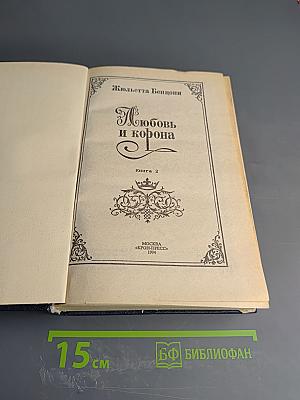 Жюльетта Бенцони
Любовь
и корона
Книга 2
МОСКВА
«КРОН-ПРЕСС»
1994
15 см
БФ БИБЛИОФАН